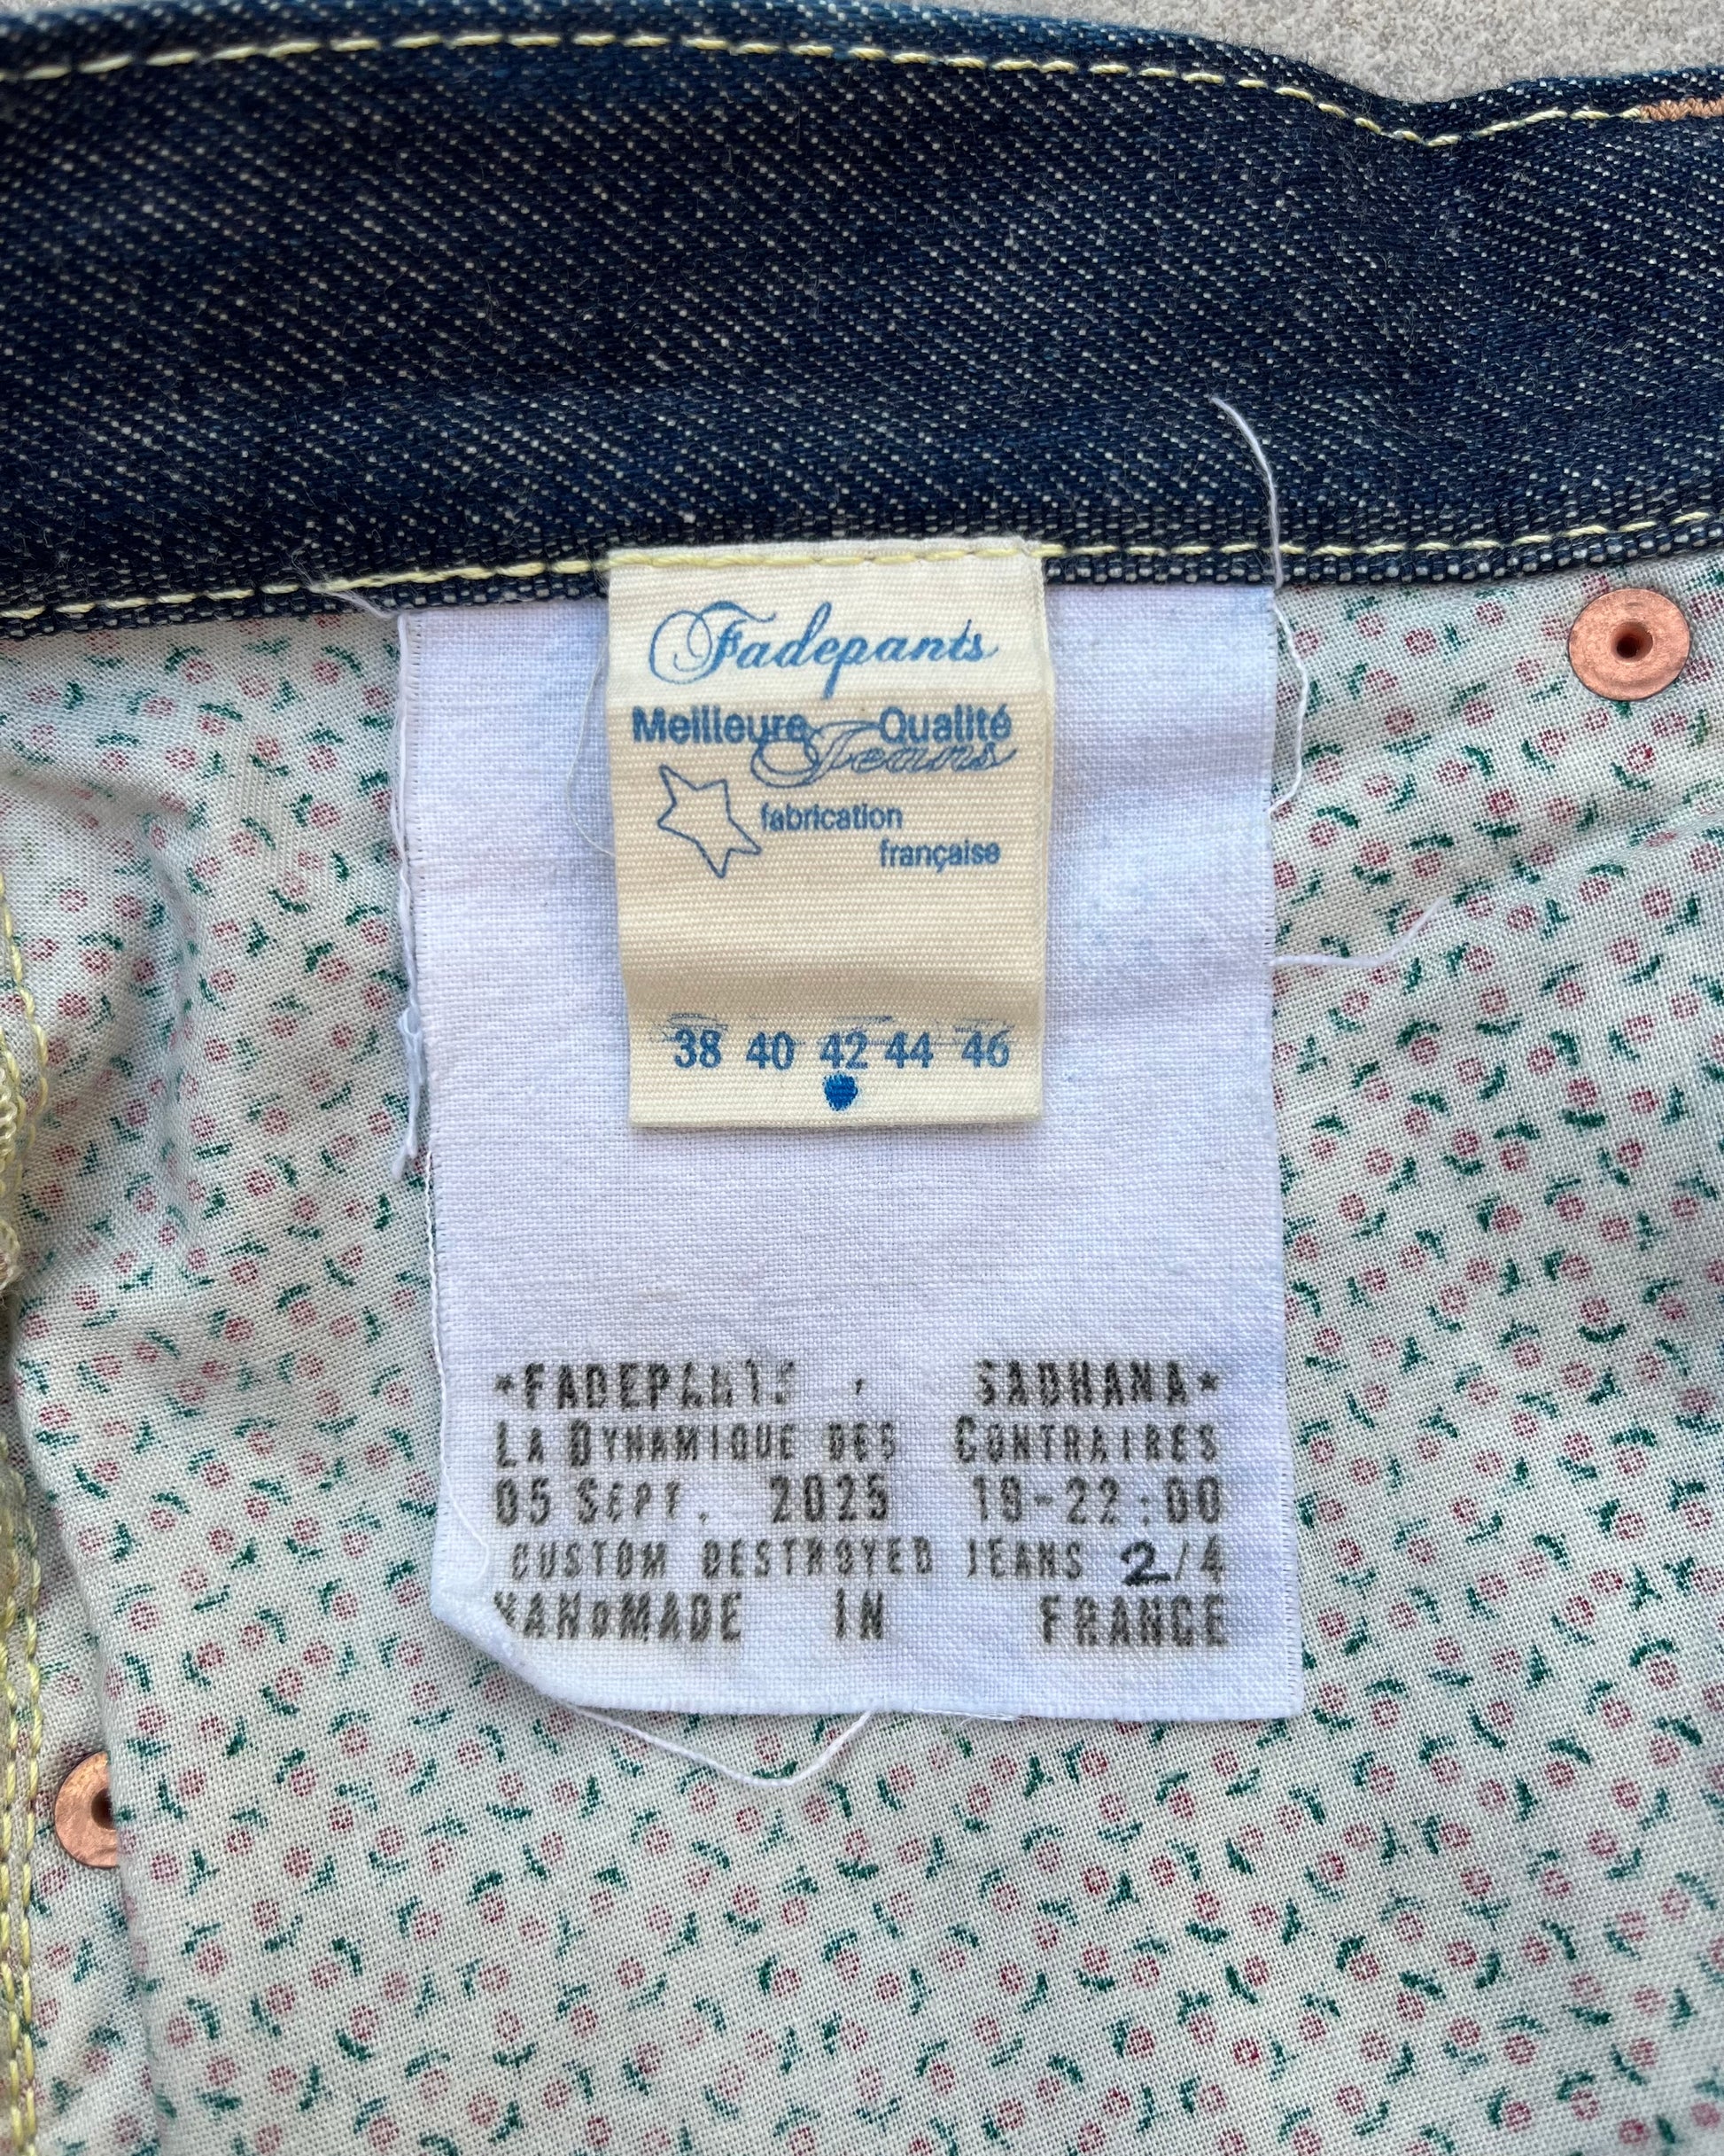 Fadepants
Meilleure Qualité
Jeans
fabrication
française
38 40 42 44 46
*FADEPANTS , SADHANA*
LA DYNAMIQUE DES CONTRAIRES
05 SEPT. 2025 18-22:00
CUSTOM DESTROYED JEANS 2/4
HANDMADE IN FRANCE